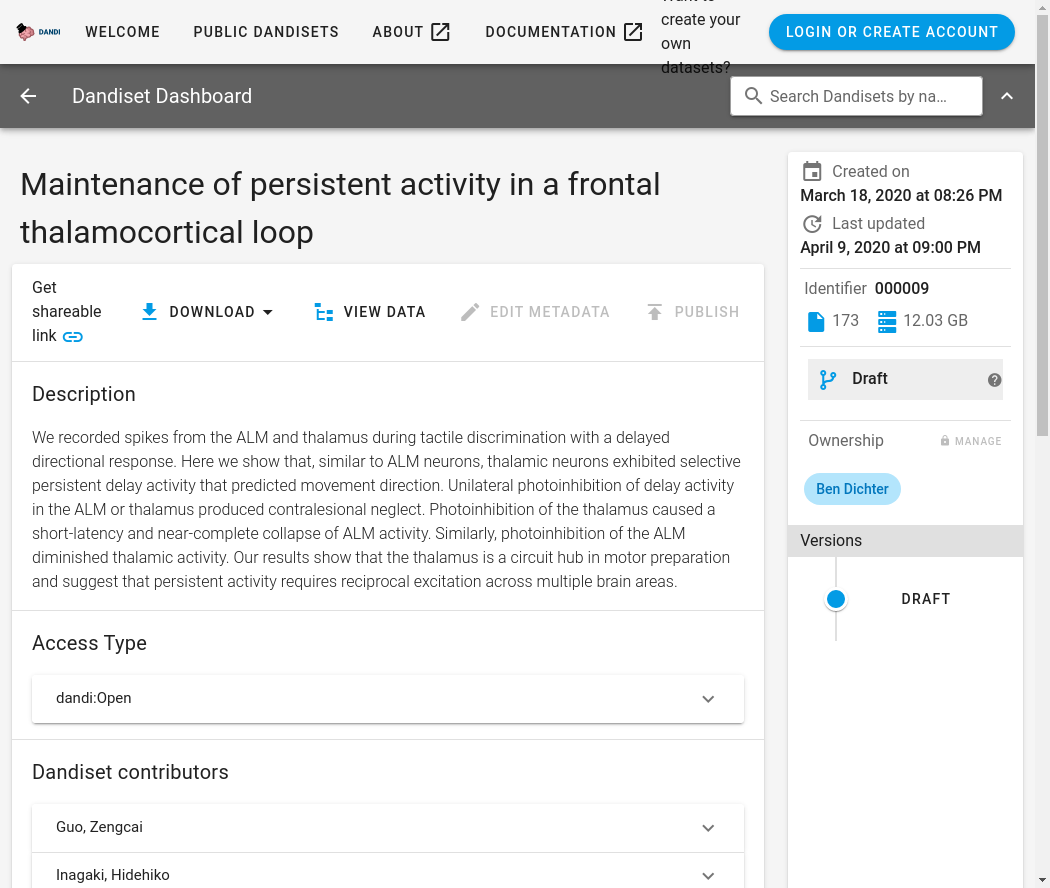 DANDI
WELCOME
PUBLIC DANDISETS
ABOUT
DOCUMENTATION
create your
own
datasets?
LOGIN OR CREATE ACCOUNT
Dandiset Dashboard
Search Dandisets by na…
Maintenance of persistent activity in a frontal
thalamocortical loop
Get
shareable
link
DOWNLOAD
VIEW DATA
EDIT METADATA
PUBLISH
Description
We recorded spikes from the ALM and thalamus during tactile discrimination with a delayed
directional response. Here we show that, similar to ALM neurons, thalamic neurons exhibited selective
persistent delay activity that predicted movement direction. Unilateral photoinhibition of delay activity
in the ALM or thalamus produced contralesional neglect. Photoinhibition of the thalamus caused a
short-latency and near-complete collapse of ALM activity. Similarly, photoinhibition of the ALM
diminished thalamic activity. Our results show that the thalamus is a circuit hub in motor preparation
and suggest that persistent activity requires reciprocal excitation across multiple brain areas.
Access Type
dandi:Open
Dandiset contributors
Guo, Zengcai
Inagaki, Hidehiko
Created on
March 18, 2020 at 08:26 PM
Last updated
April 9, 2020 at 09:00 PM
Identifier 000009
173
12.03 GB
Draft
Ownership
MANAGE
Ben Dichter
Versions
DRAFT